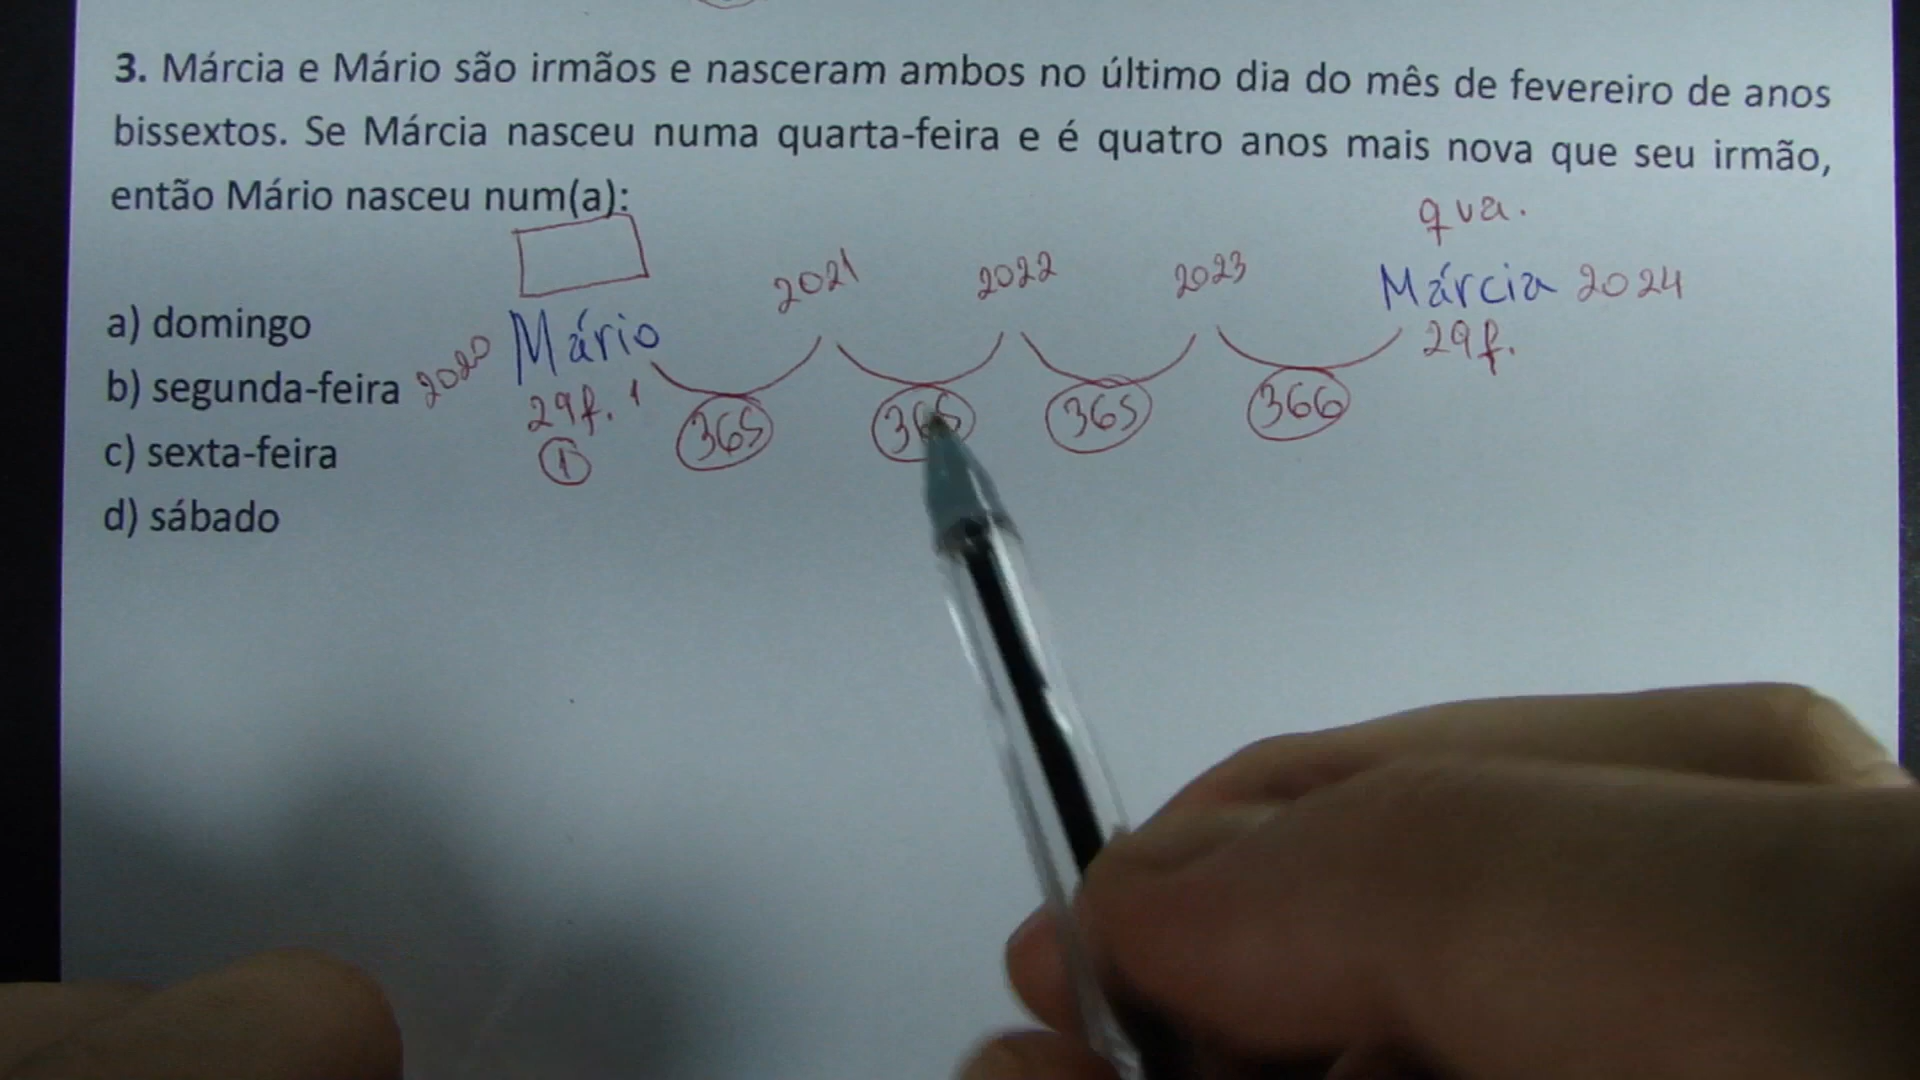 3. Márcia e Mário são irmãos e nasceram ambos no último dia do mês de fevereiro de anos
bissextos. Se Márcia nasceu numa quarta-feira e é quatro anos mais nova que seu irmão,
então Mário nasceu num(a):
qua.
2021 2022 2023 Márcia 2024
a) domingo
2020 Mário 29f.
b) segunda-feira
29f. 1 365 365 365 366
c) sexta-feira
1
d) sábado